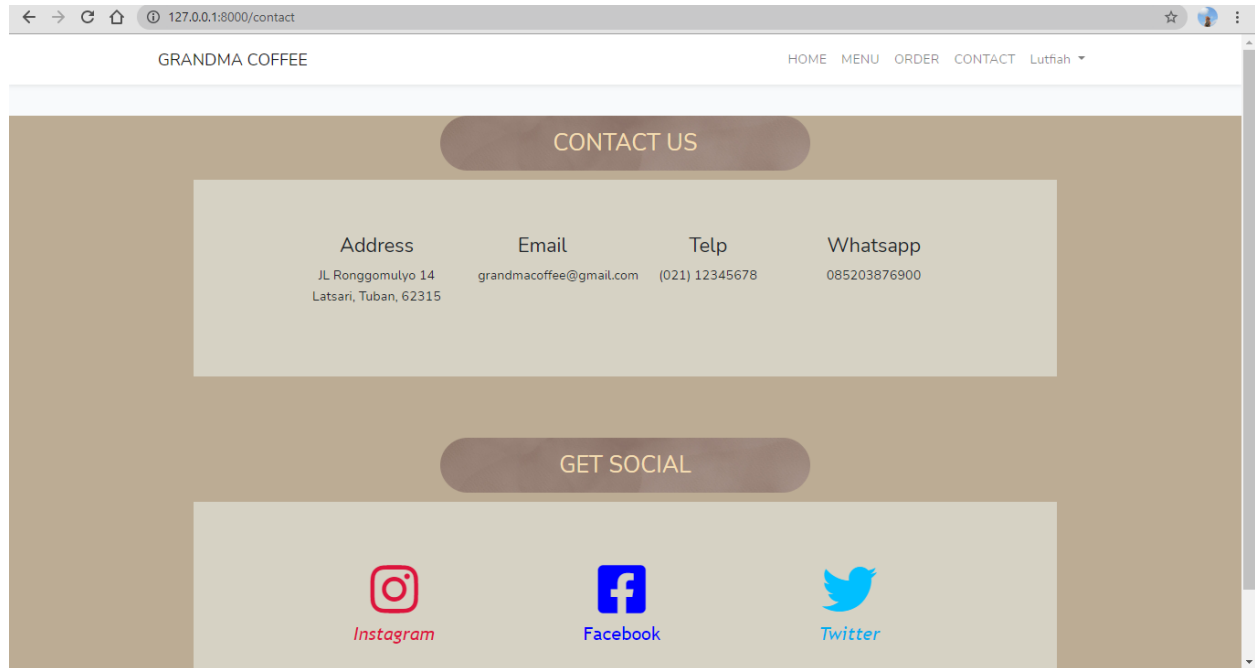 127.0.0.1:8000/contact
GRANDMA COFFEE
HOME MENU ORDER CONTACT Lutfiah
CONTACT US
Address Email Telp Whatsapp
JL Ronggomulyo 14 grandmacoffee@gmail.com (021) 12345678 085203876900
Latsari, Tuban, 62315
GET SOCIAL
Instagram Facebook Twitter